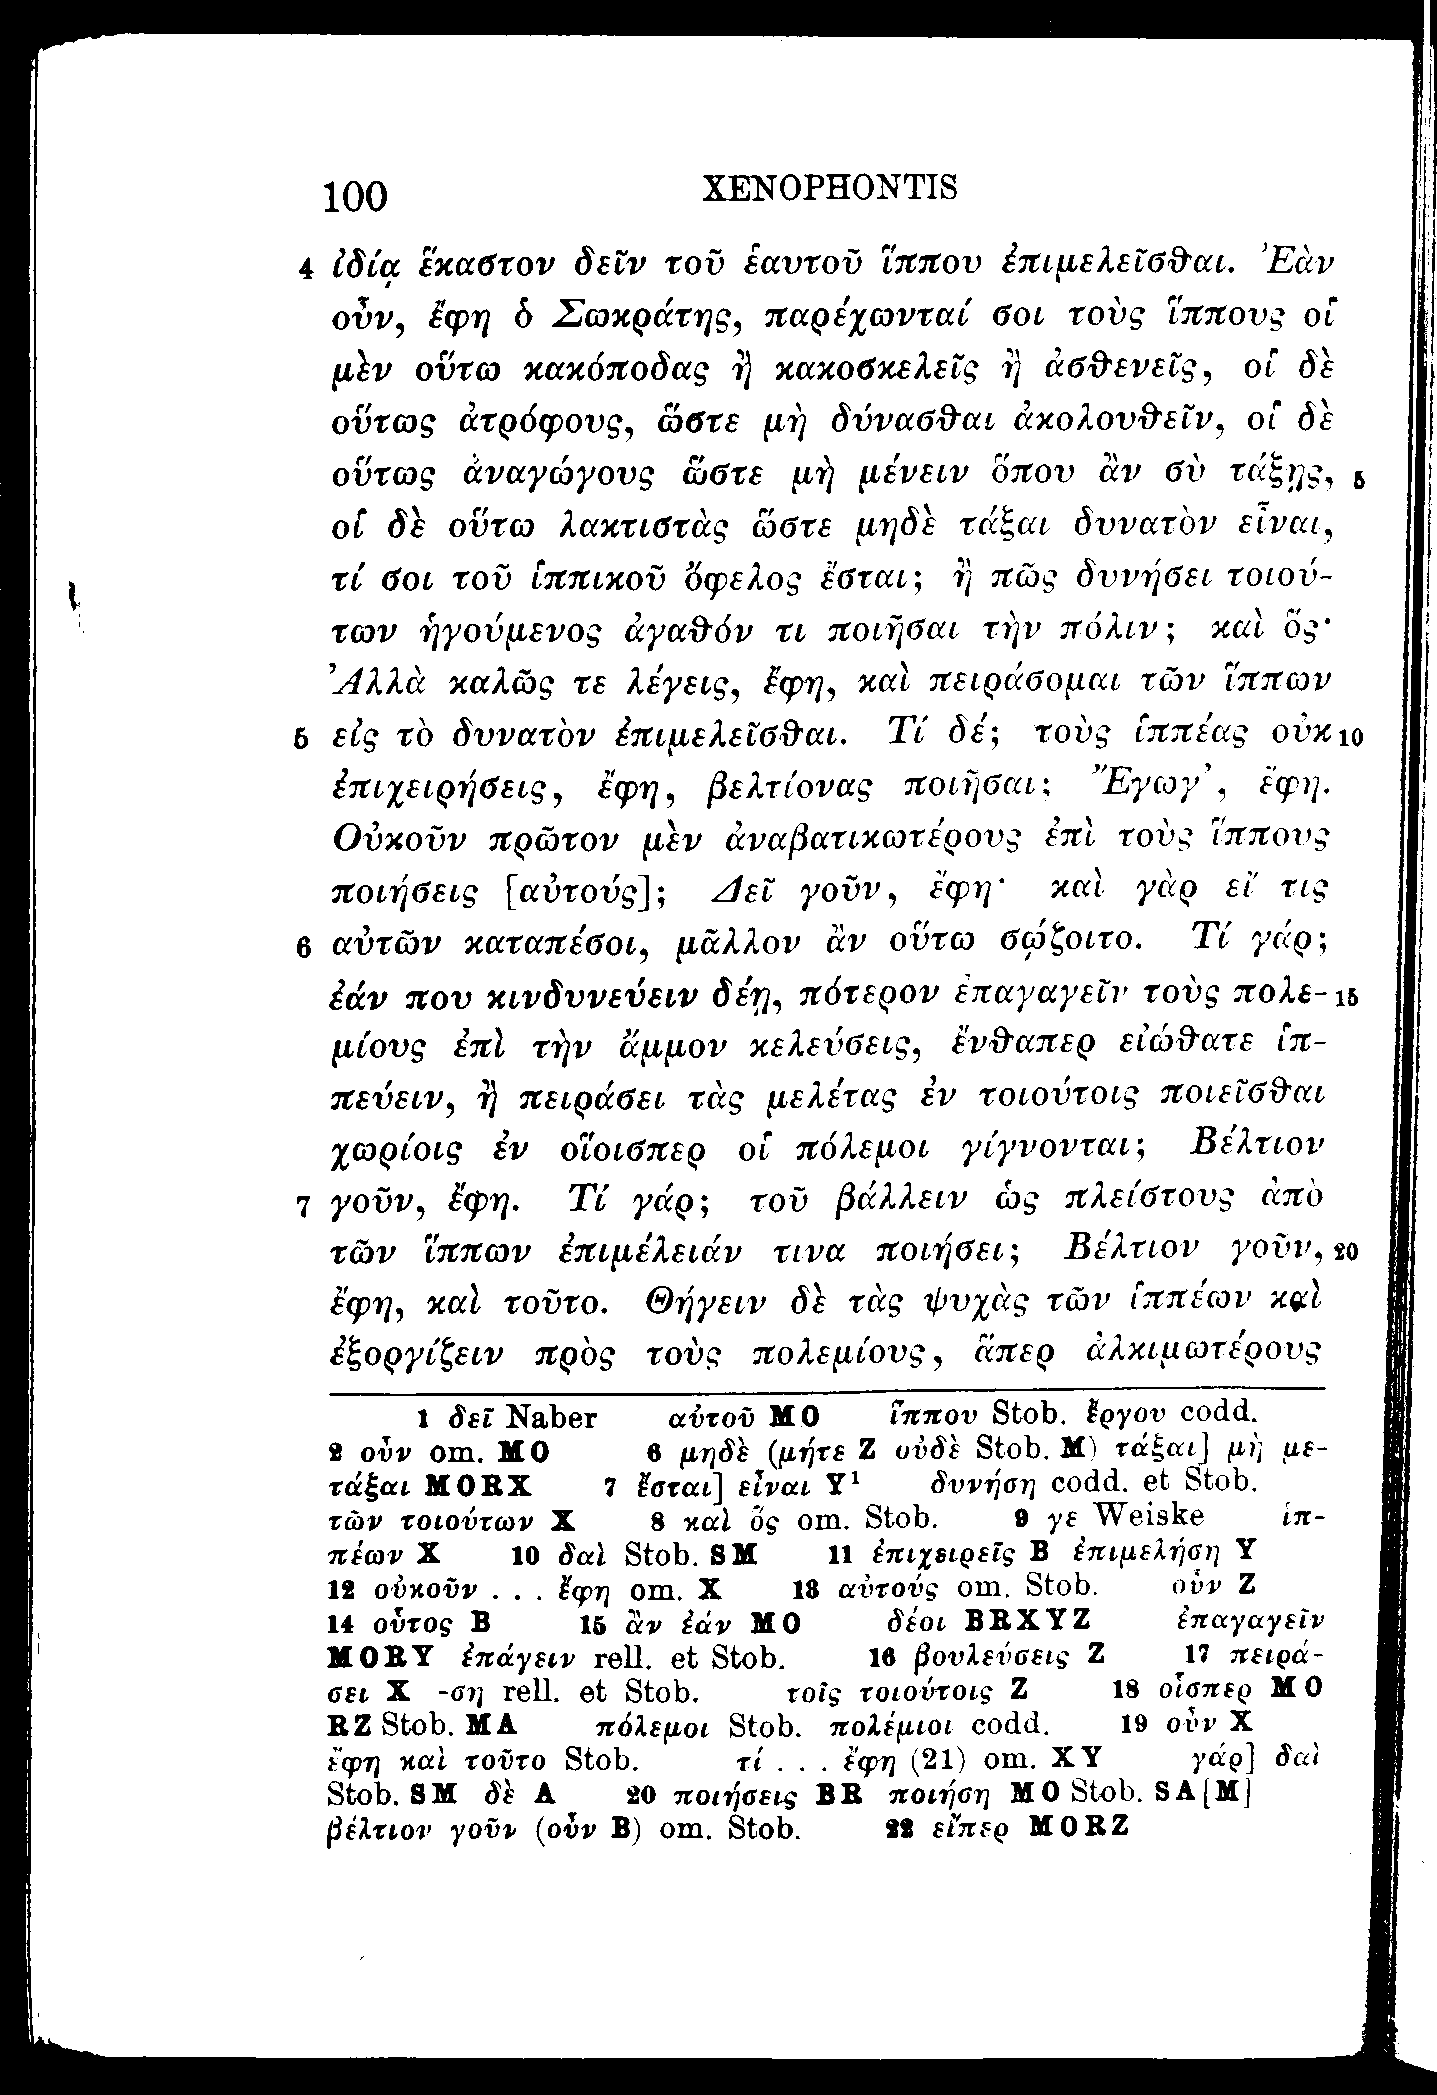 100 XENOPHONTIS
4 ἰδίᾳ ἕκαστον δεῖν τοῦ ἑαυτοῦ ἵππου ἐπιμελεῖσθαι. Ἐὰν
οὖν, ἔφη ὁ Σωκράτης, παρέχωνταί σοι τοὺς ἵππους οἱ
μὲν οὕτω κακόποδας ἢ κακοσκελεῖς ἢ ἀσθενεῖς, οἱ δὲ
οὕτως ἀτρόφους, ὥστε μὴ δύνασθαι ἀκολουθεῖν, οἱ δὲ
οὕτως ἀναγώγους ὥστε μὴ μένειν ὅπου ἂν σὺ τάξῃς, 5
οἱ δὲ οὕτω λακτιστὰς ὥστε μηδὲ τάξαι δυνατὸν εἶναι,
τί σοι τοῦ ἱππικοῦ ὄφελος ἔσται; ἢ πῶς δυνήσει τοιού-
των ἡγούμενος ἀγαθόν τι ποιῆσαι τὴν πόλιν; καὶ ὅς·
Ἀλλὰ καλῶς τε λέγεις, ἔφη, καὶ πειράσομαι τῶν ἵππων
5 εἰς τὸ δυνατὸν ἐπιμελεῖσθαι. Τί δέ; τοὺς ἱππέας οὐκ 10
ἐπιχειρήσεις, ἔφη, βελτίονας ποιῆσαι; Ἔγωγ', ἔφη.
Οὐκοῦν πρῶτον μὲν ἀναβατικωτέρους ἐπὶ τοὺς ἵππους
ποιήσεις [αὐτούς]; Δεῖ γοῦν, ἔφη· καὶ γὰρ εἴ τις
6 αὐτῶν καταπέσοι, μᾶλλον ἂν οὕτω σῴζοιτο. Τί γάρ;
ἐάν που κινδυνεύειν δέῃ, πότερον ἐπαγαγεῖν τοὺς πολε- 15
μίους ἐπὶ τὴν ἄμμον κελεύσεις, ἔνθαπερ εἰώθατε ἱπ-
πεύειν, ἢ πειράσει τὰς μελέτας ἐν τοιούτοις ποιεῖσθαι
χωρίοις ἐν οἵοισπερ οἱ πόλεμοι γίγνονται; Βέλτιον
7 γοῦν, ἔφη. Τί γάρ; τοῦ βάλλειν ὡς πλείστους ἀπὸ
τῶν ἵππων ἐπιμέλειάν τινα ποιήσει; Βέλτιον γοῦν, 20
ἔφη, καὶ τοῦτο. Θήγειν δὲ τὰς ψυχὰς τῶν ἱππέων καὶ
ἐξοργίζειν πρὸς τοὺς πολεμίους, ἅπερ ἀλκιμωτέρους
1 δεῖ Naber αὑτοῦ MO ἵππου Stob. ἔργου codd.
2 οὖν om. MO 6 μηδὲ (μήτε Z οὐδὲ Stob. M) τάξαι] μὴ με-
τάξαι MORX 7 ἔσται] εἶναι Y¹ δυνήσῃ codd. et Stob.
τῶν τοιούτων X 8 καὶ ὅς om. Stob. 9 γε Weiske ἱπ-
πέων X 10 δαὶ Stob. SM 11 ἐπιχειρεῖς B ἐπιμελήσῃ Y
12 οὐκοῦν . . . ἔφη om. X 13 αὐτούς om. Stob. οὖν Z
14 οὗτος B 15 ἂν ἐάν MO δέοι BRXYZ ἐπαγαγεῖν
MORY ἐπάγειν rell. et Stob. 16 βουλεύσεις Z 17 πειρά-
σει X -σῃ rell. et Stob. τοῖς τοιούτοις Z 18 οἷσπερ MO
RZ Stob. MA πόλεμοι Stob. πολέμιοι codd. 19 οὖν X
ἔφη καὶ τοῦτο Stob. τί . . . ἔφη (21) om. XY γάρ] δαὶ
Stob. SM δὲ A 20 ποιήσεις BR ποιήσῃ MO Stob. SA[M]
βέλτιον γοῦν (οὖν B) om. Stob. 22 εἴπερ MORZ